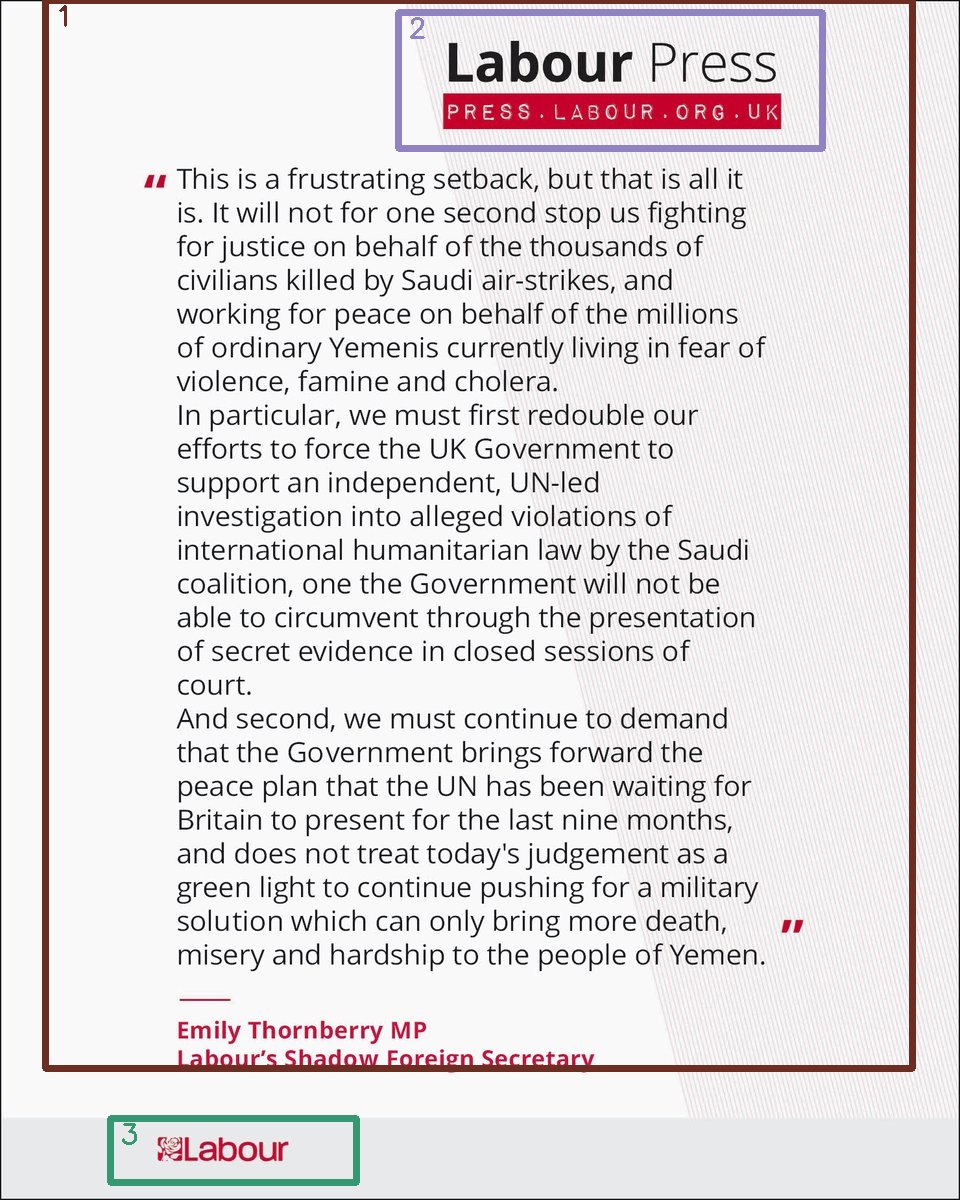 Labour Press
PRESS.LABOUR.ORG.UK
“ This is a frustrating setback, but that is all it
is. It will not for one second stop us fighting
for justice on behalf of the thousands of
civilians killed by Saudi air-strikes, and
working for peace on behalf of the millions
of ordinary Yemenis currently living in fear of
violence, famine and cholera.
In particular, we must first redouble our
efforts to force the UK Government to
support an independent, UN-led
investigation into alleged violations of
international humanitarian law by the Saudi
coalition, one the Government will not be
able to circumvent through the presentation
of secret evidence in closed sessions of
court.
And second, we must continue to demand
that the Government brings forward the
peace plan that the UN has been waiting for
Britain to present for the last nine months,
and does not treat today's judgement as a
green light to continue pushing for a military
solution which can only bring more death,
misery and hardship to the people of Yemen. ”
Emily Thornberry MP
Labour’s Shadow Foreign Secretary
Labour